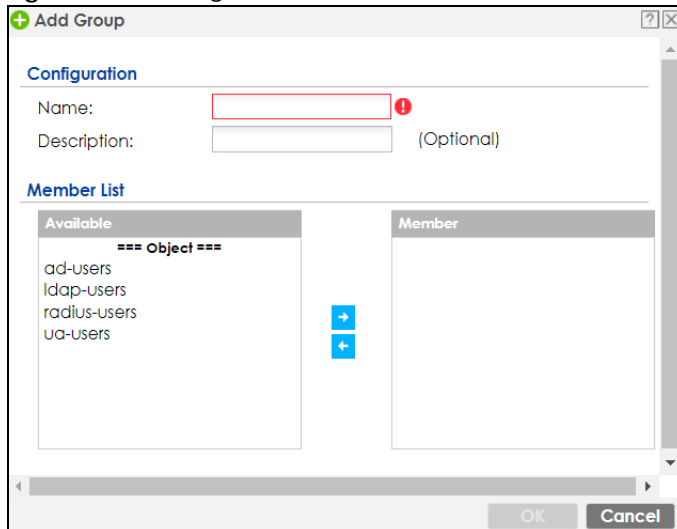 Add Group
?
Configuration
Name:
!
Description:
(Optional)
Member List
Available
Member
=== Object ===
ad-users
ldap-users
radius-users
ua-users
OK
Cancel